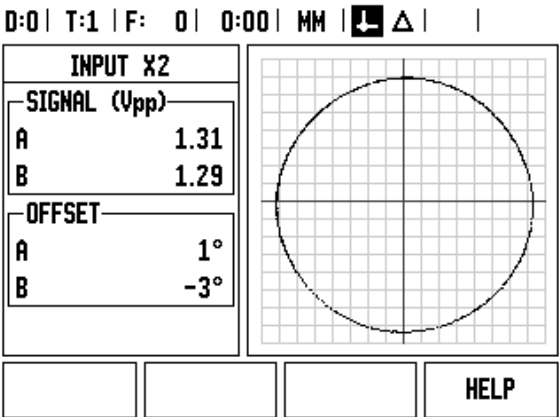 D:0 | T:1 | F: 0 | 0:00 | MM | Δ | |
INPUT X2
SIGNAL (Vpp)
A 1.31
B 1.29
OFFSET
A 1°
B -3°
HELP